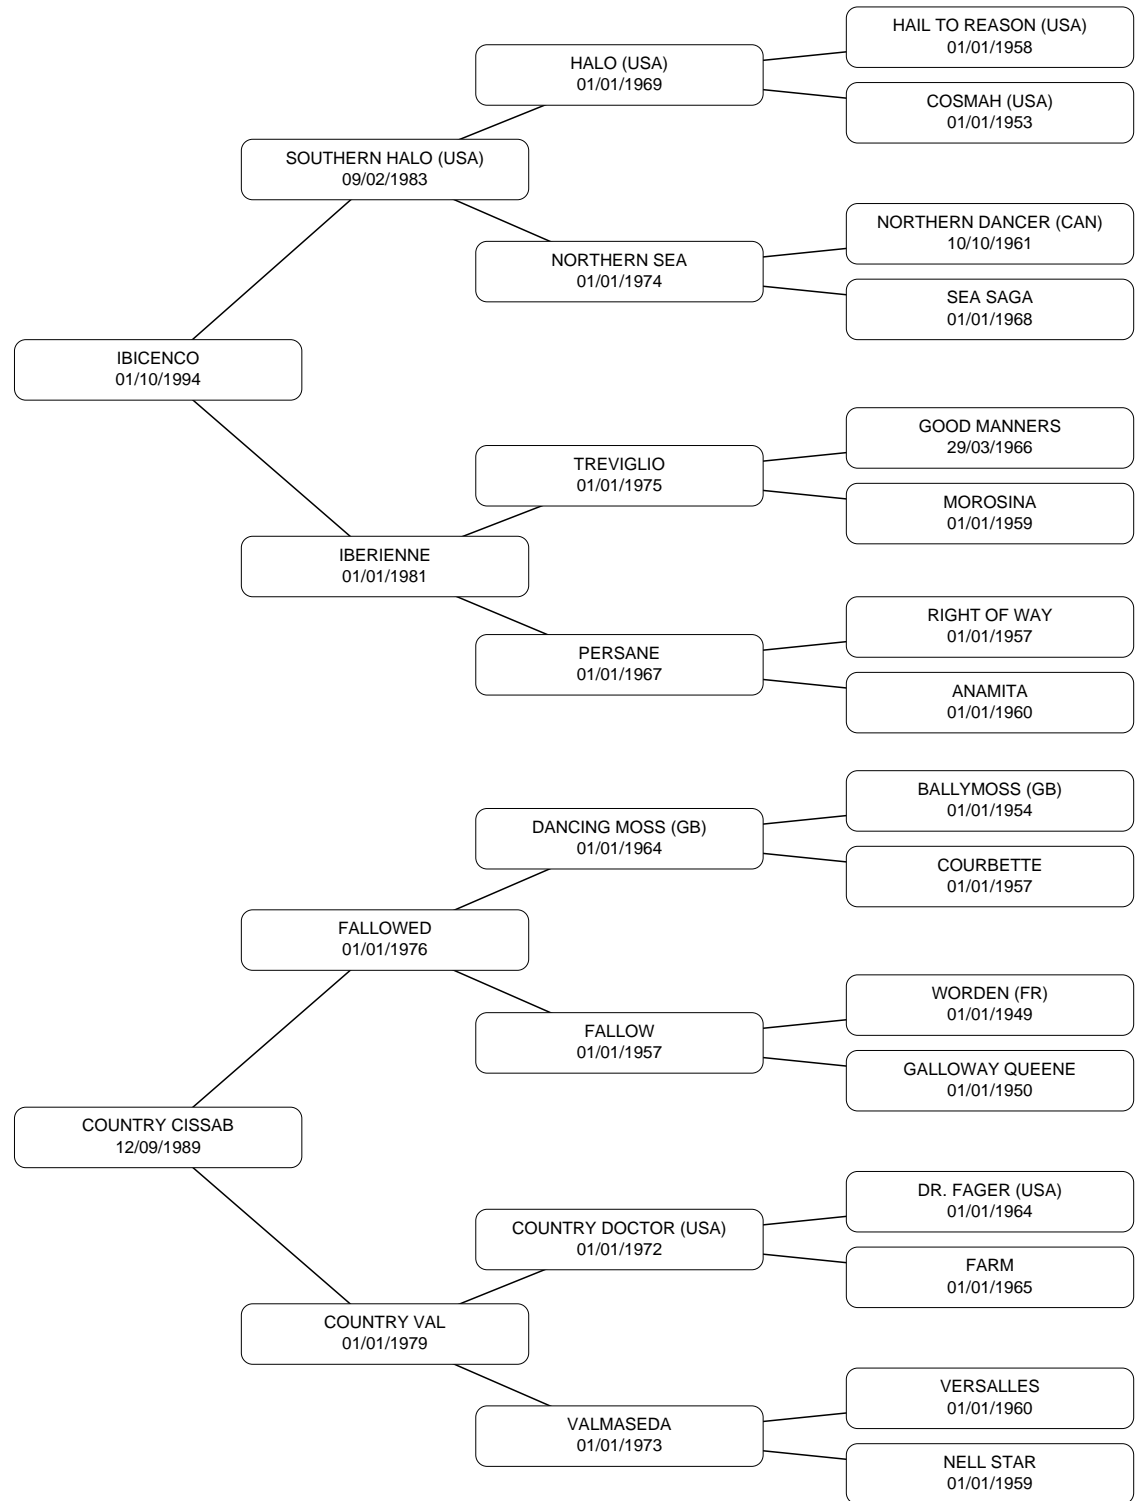 HAIL TO REASON (USA)
01/01/1958
HALO (USA)
01/01/1969
COSMAH (USA)
01/01/1953
SOUTHERN HALO (USA)
09/02/1983
NORTHERN DANCER (CAN)
10/10/1961
NORTHERN SEA
01/01/1974
SEA SAGA
01/01/1968
IBICENCO
01/10/1994
GOOD MANNERS
29/03/1966
TREVIGLIO
01/01/1975
MOROSINA
01/01/1959
IBERIENNE
01/01/1981
RIGHT OF WAY
01/01/1957
PERSANE
01/01/1967
ANAMITA
01/01/1960
BALLYMOSS (GB)
01/01/1954
DANCING MOSS (GB)
01/01/1964
COURBETTE
01/01/1957
FALLOWED
01/01/1976
WORDEN (FR)
01/01/1949
FALLOW
01/01/1957
GALLOWAY QUEENE
01/01/1950
COUNTRY CISSAB
12/09/1989
DR. FAGER (USA)
01/01/1964
COUNTRY DOCTOR (USA)
01/01/1972
FARM
01/01/1965
COUNTRY VAL
01/01/1979
VERSALLES
01/01/1960
VALMASEDA
01/01/1973
NELL STAR
01/01/1959